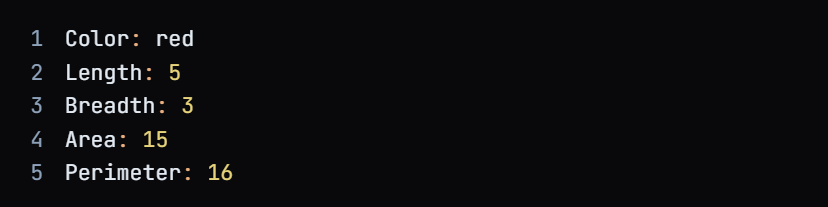 1 Color: red
2 Length: 5
3 Breadth: 3
4 Area: 15
5 Perimeter: 16